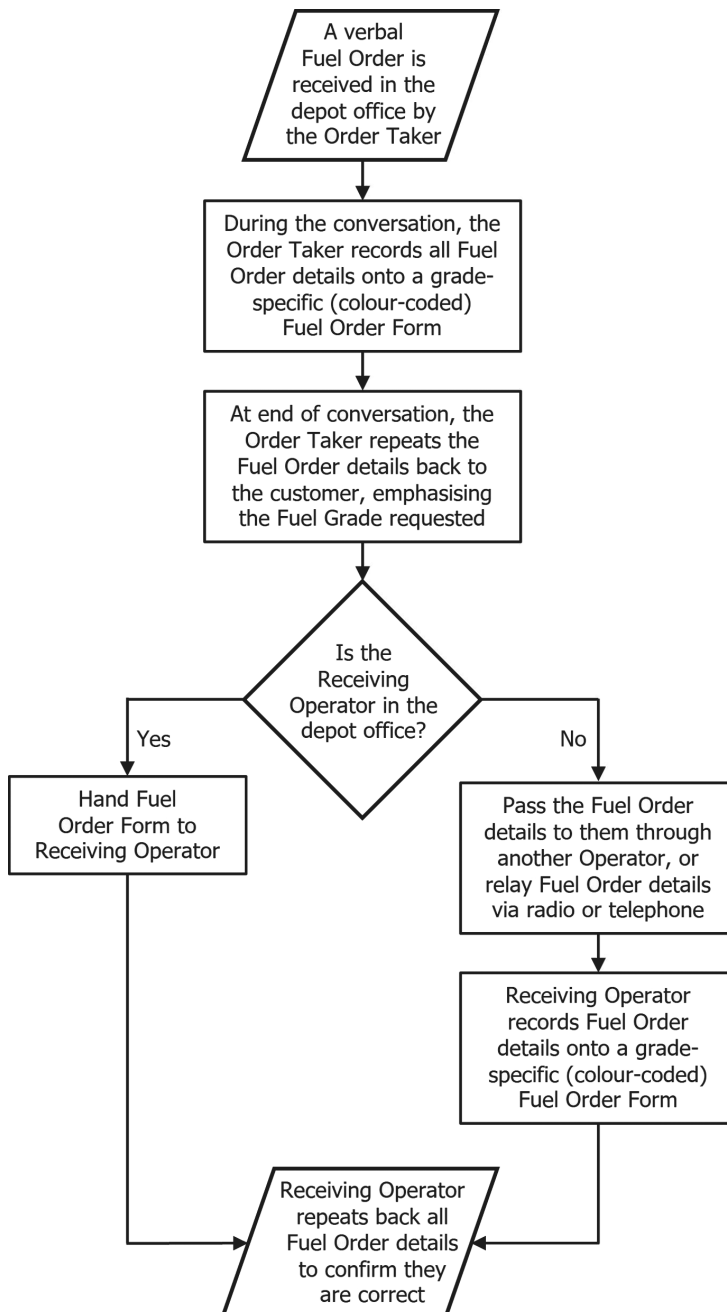 A verbal
Fuel Order is
received in the
depot office by
the Order Taker
During the conversation, the
Order Taker records all Fuel
Order details onto a grade-
specific (colour-coded)
Fuel Order Form
At end of conversation, the
Order Taker repeats the
Fuel Order details back to
the customer, emphasising
the Fuel Grade requested
Is the
Receiving
Operator in the
depot office?
Yes
No
Hand Fuel
Order Form to
Receiving Operator
Pass the Fuel Order
details to them through
another Operator, or
relay Fuel Order details
via radio or telephone
Receiving Operator
records Fuel Order
details onto a grade-
specific (colour-coded)
Fuel Order Form
Receiving Operator
repeats back all
Fuel Order details
to confirm they
are correct